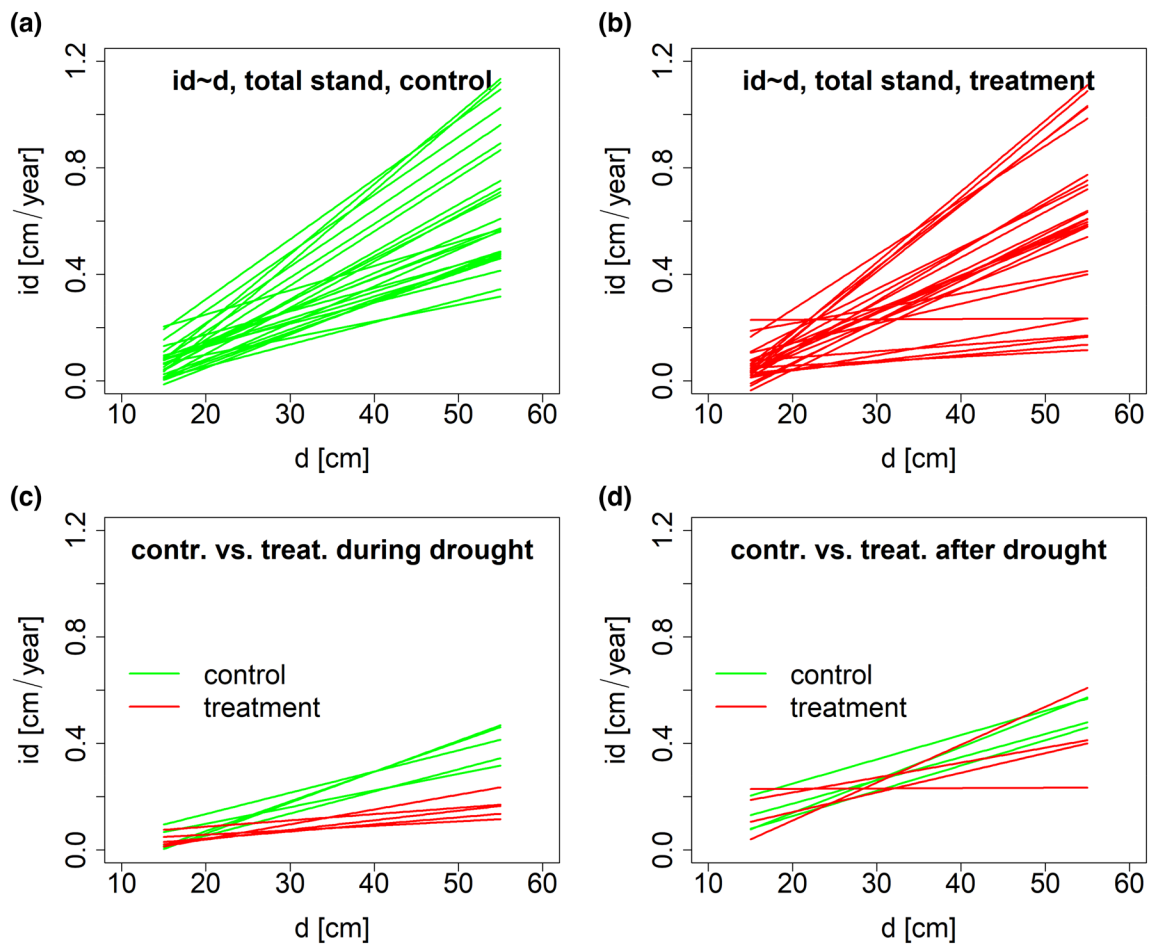 (a)
id~d, total stand, control
id [cm/year]
1.2
0.8
0.4
0.0
10 20 30 40 50 60
d [cm]
(b)
id~d, total stand, treatment
id [cm/year]
1.2
0.8
0.4
0.0
10 20 30 40 50 60
d [cm]
(c)
contr. vs. treat. during drought
id [cm/year]
1.2
0.8
0.4
0.0
control
treatment
10 20 30 40 50 60
d [cm]
(d)
contr. vs. treat. after drought
id [cm/year]
1.2
0.8
0.4
0.0
control
treatment
10 20 30 40 50 60
d [cm]